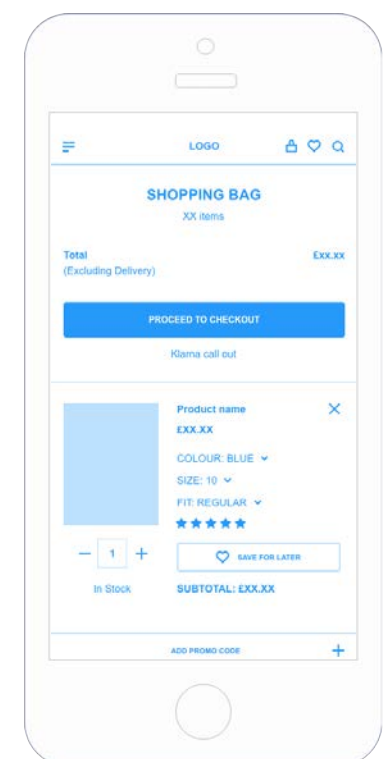 LOGO
SHOPPING BAG
XX items
Total £xx.xx
(Excluding Delivery)
PROCEED TO CHECKOUT
Klarna call out
Product name
£XX.XX
COLOUR: BLUE
SIZE: 10
FIT: REGULAR
1
SAVE FOR LATER
In Stock
SUBTOTAL: £XX.XX
ADD PROMO CODE